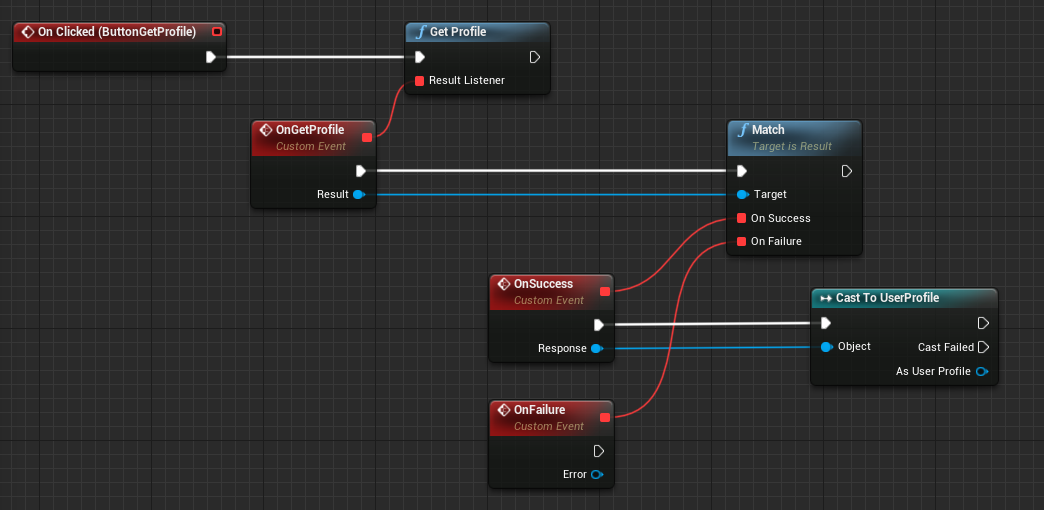 On Clicked (ButtonGetProfile)
Get Profile
Result Listener
OnGetProfile
Custom Event
Result
Match
Target is Result
Target
On Success
On Failure
OnSuccess
Custom Event
Response
Cast To UserProfile
Object
Cast Failed
As User Profile
OnFailure
Custom Event
Error